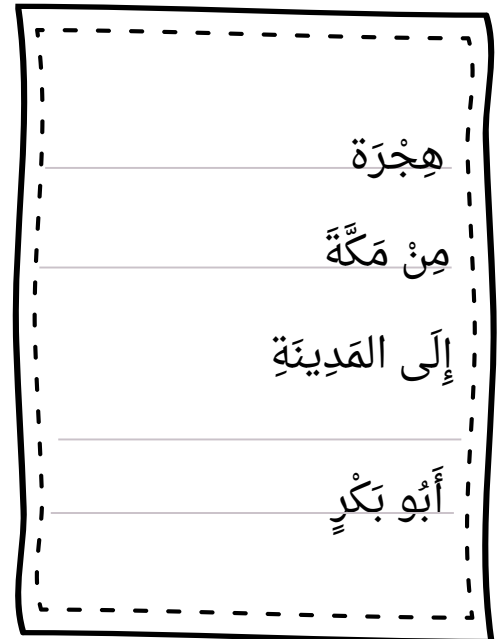 هِجْرَة
مِنْ مَكَّةَ
إِلَى المَدِينَةِ
أَبُو بَكْرٍ